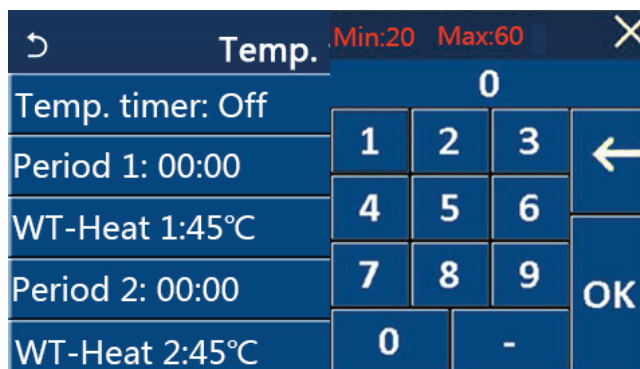 Temp.
Temp. timer: Off
Period 1: 00:00
WT-Heat 1:45℃
Period 2: 00:00
WT-Heat 2:45℃
Min:20 Max:60
0
1 2 3
4 5 6
7 8 9
OK
0 -